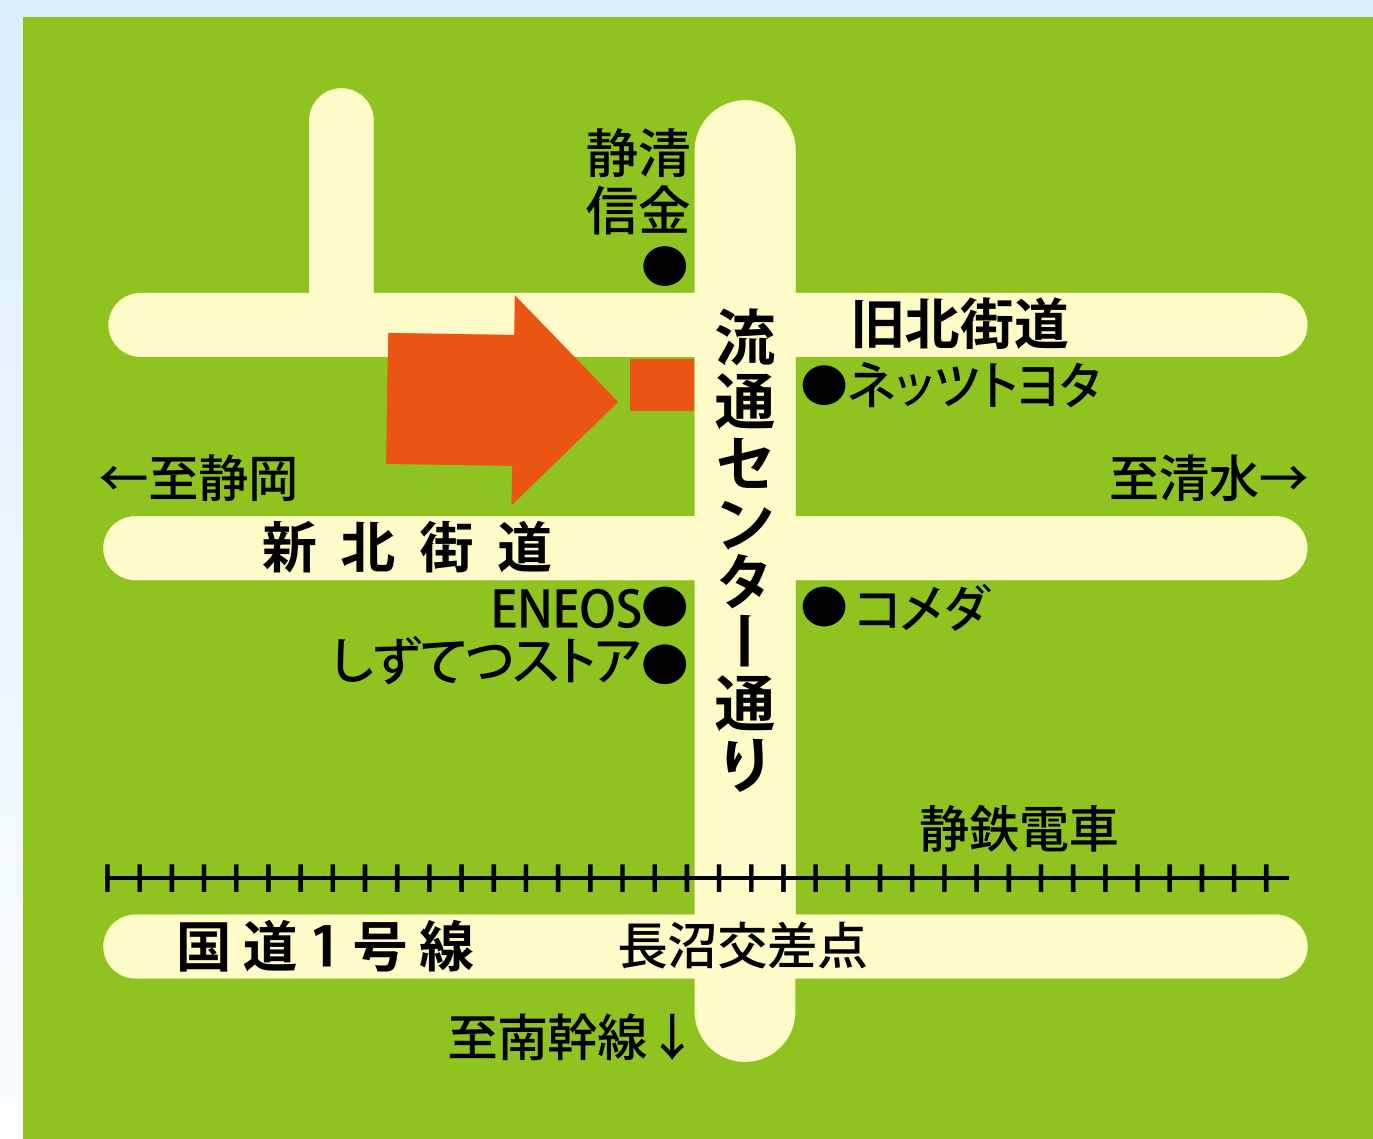 静清
信金
旧北街道
流通センター通り
ネッツトヨタ
←至静岡
至清水→
新北街道
ENEOS
コメダ
しずてつストア
静鉄電車
国道1号線
長沼交差点
至南幹線↓